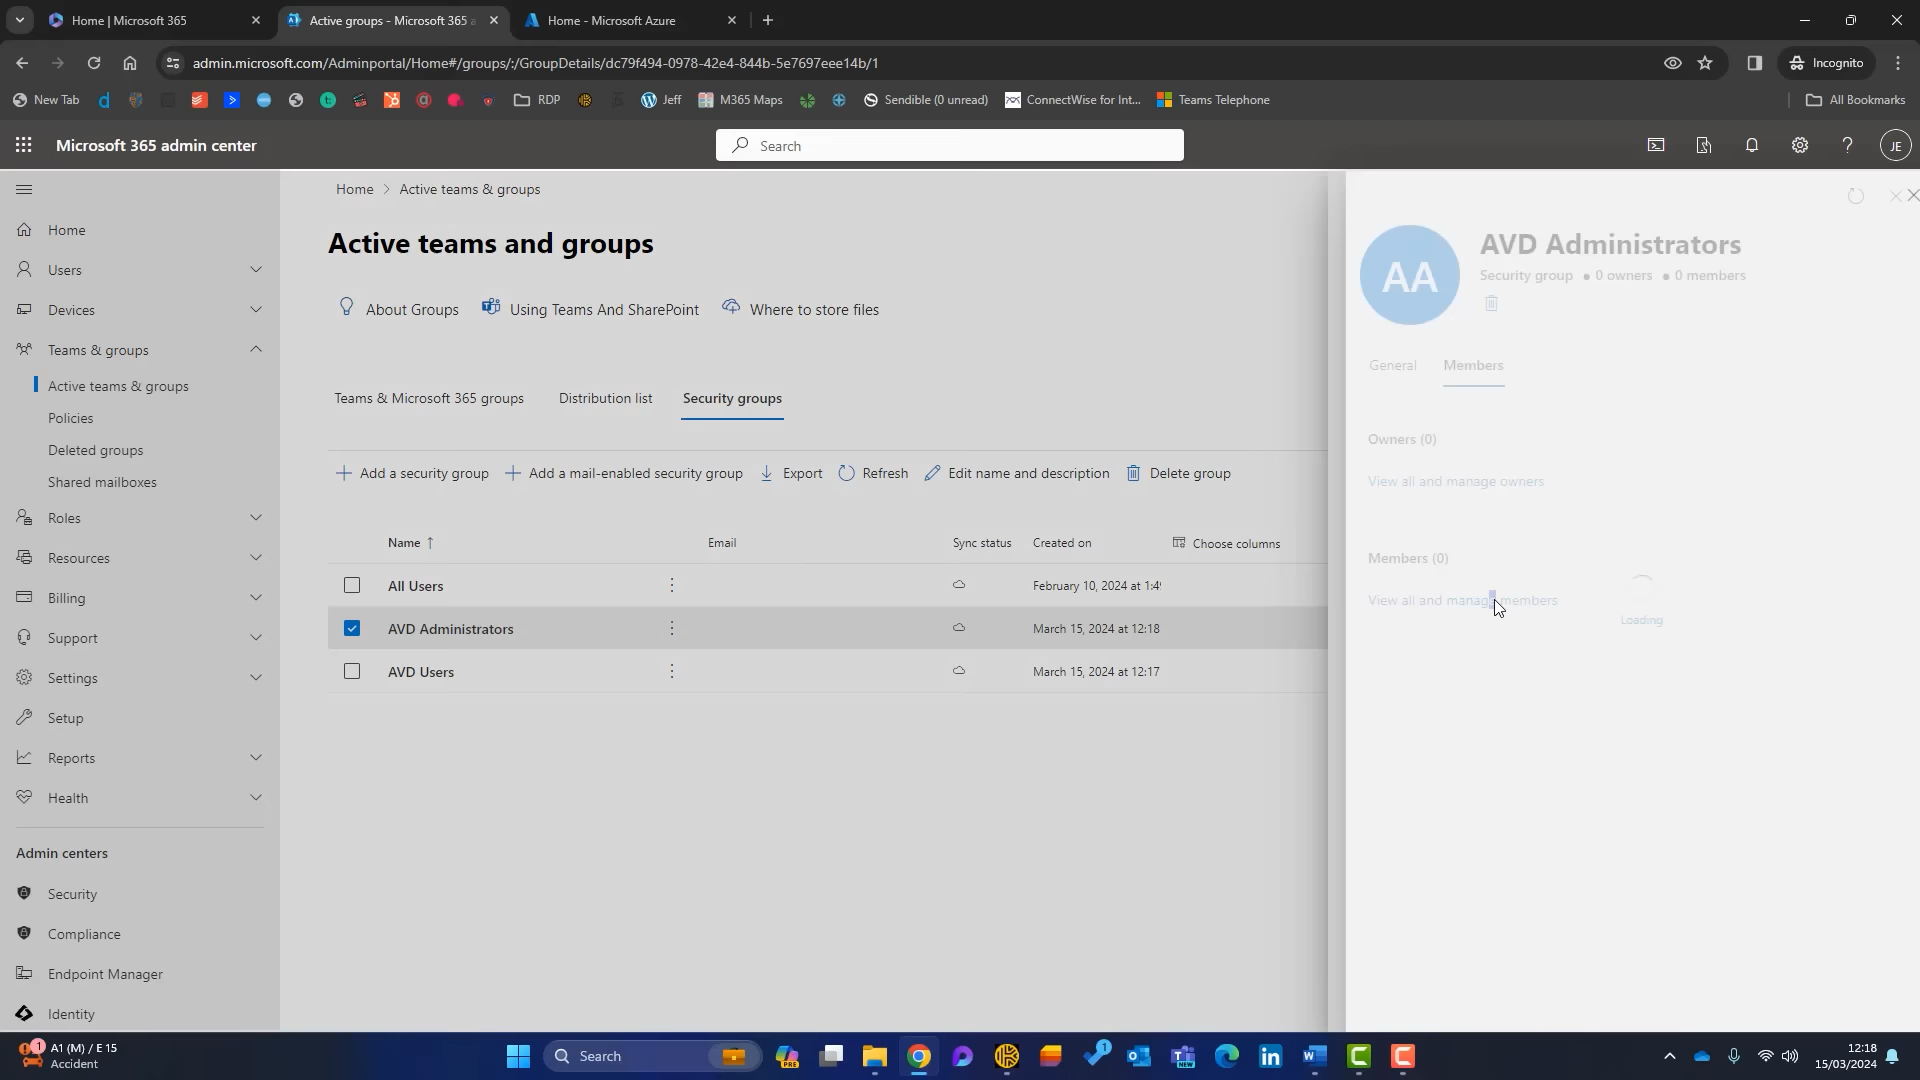 Home | Microsoft 365
Active groups - Microsoft 365 a
Home - Microsoft Azure
admin.microsoft.com/Adminportal/Home#/groups/:/GroupDetails/dc79f494-0978-42e4-844b-5e7697eee14b/1
Incognito
New Tab
RDP
Jeff
M365 Maps
Sendible (0 unread)
ConnectWise for Int...
Teams Telephone
All Bookmarks
Microsoft 365 admin center
Search
JE
Home
Users
Devices
Teams & groups
Active teams & groups
Policies
Deleted groups
Shared mailboxes
Roles
Resources
Billing
Support
Settings
Setup
Reports
Health
Admin centers
Security
Compliance
Endpoint Manager
Identity
Home > Active teams & groups
Active teams and groups
About Groups
Using Teams And SharePoint
Where to store files
Teams & Microsoft 365 groups
Distribution list
Security groups
Add a security group
Add a mail-enabled security group
Export
Refresh
Edit name and description
Delete group
Name ↑ Email Sync status Created on Choose columns
All Users February 10, 2024 at 1:49
AVD Administrators March 15, 2024 at 12:18
AVD Users March 15, 2024 at 12:17
AA
AVD Administrators
Security group ● 0 owners ● 0 members
General
Members
Owners (0)
View all and manage owners
Members (0)
View all and manage members
Loading
1
A1 (M) / E 15
Accident
Search
PRE
1
NEW
12:18
15/03/2024